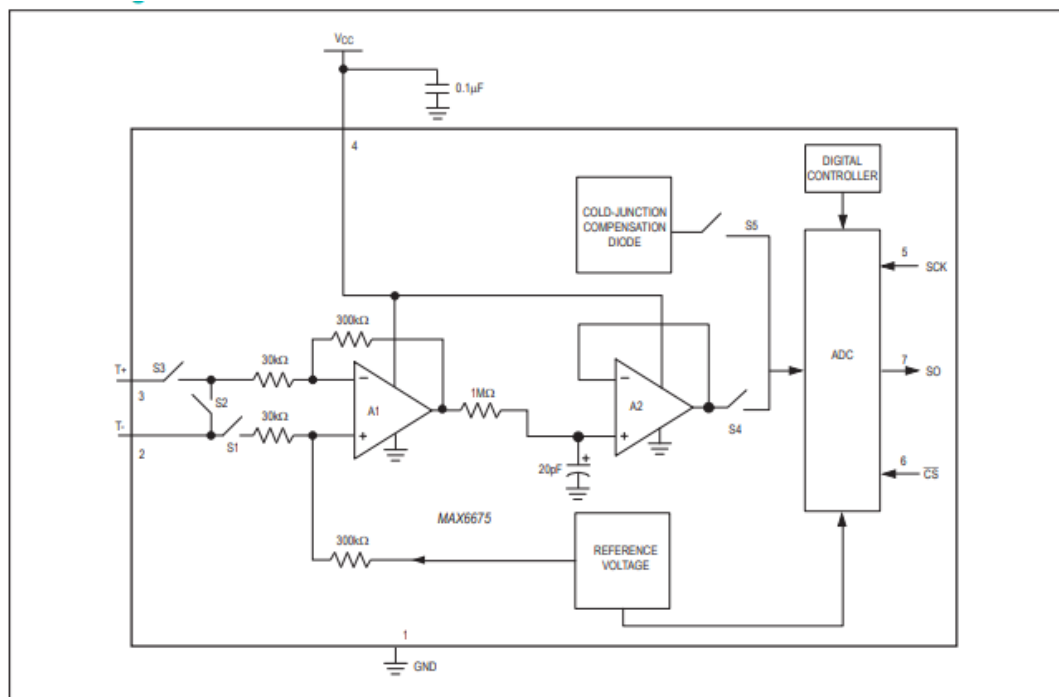 VCC
0.1µF
4
DIGITAL
CONTROLLER
COLD-JUNCTION
COMPENSATION
DIODE
S5
5
SCK
300kΩ
ADC
T+
S3
30kΩ
3
S2
A1
1MΩ
A2
7
SO
T-
S1
30kΩ
S4
2
20pF
6
CS
MAX6675
300kΩ
REFERENCE
VOLTAGE
1
GND